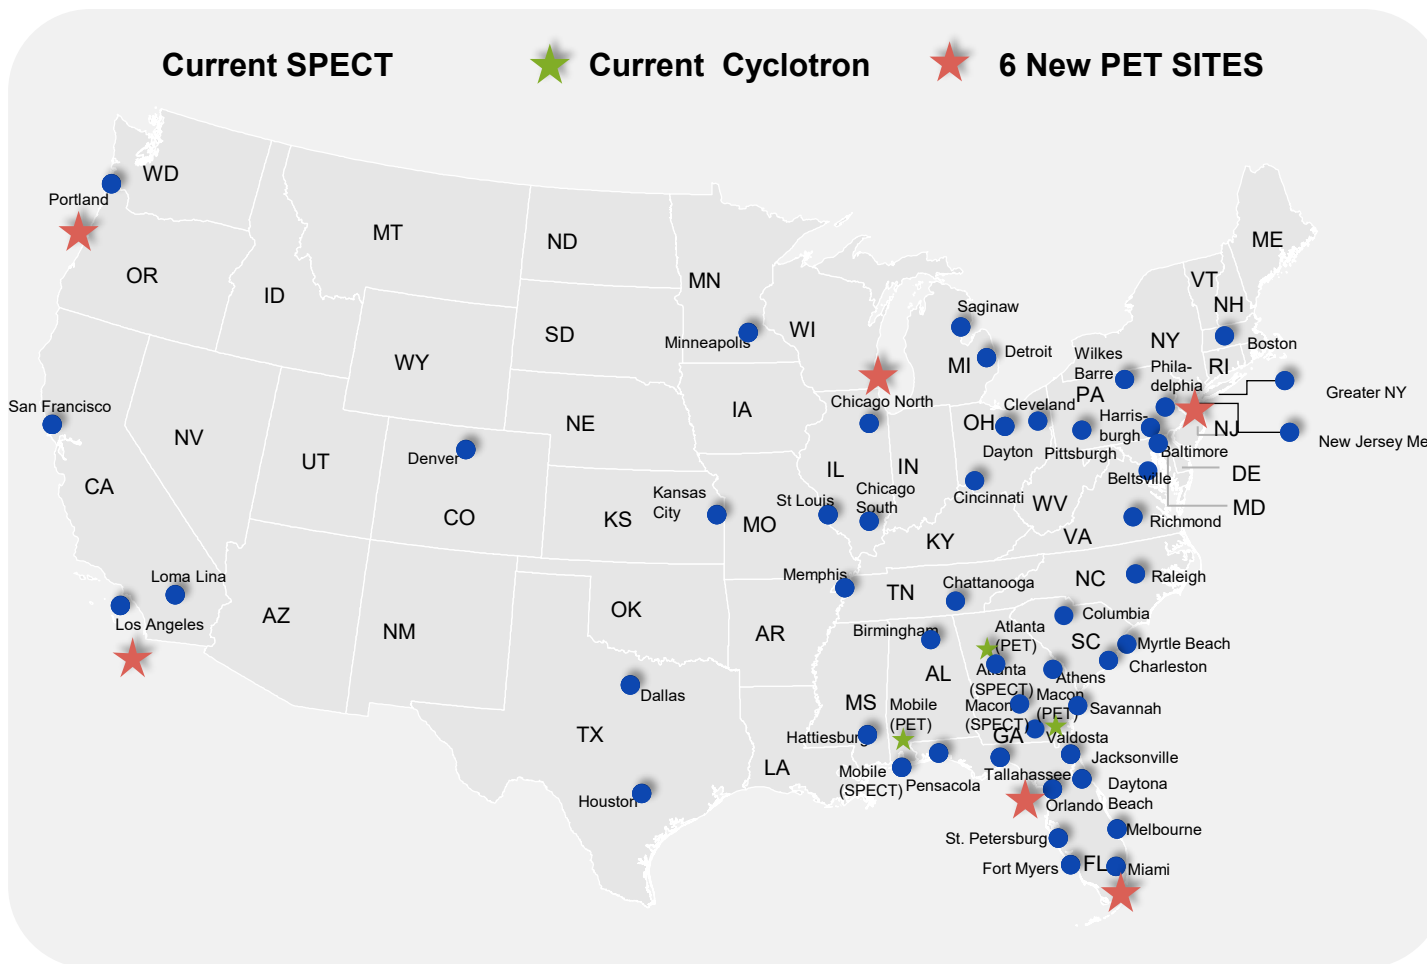 Current SPECT
Current Cyclotron
6 New PET SITES
WD
Portland
MT
ND
OR
ID
MN
ME
VT
NH
SD
Minneapolis
WI
Saginaw
MI
Detroit
NY
Boston
RI
WY
Wilkes
Barre
Phila-
delphia
PA
Greater NY
San Francisco
NE
IA
Chicago North
OH
Cleveland
Harris-
burgh
NJ
New Jersey Me
NV
UT
Denver
Dayton
Pittsburgh
Baltimore
CA
CO
Kansas
City
KS
MO
St Louis
IL
IN
Chicago
South
Cincinnati
Beltsville
DE
WV
MD
VA
Richmond
KY
Loma Lina
Los Angeles
AZ
NM
OK
AR
Memphis
TN
Chattanooga
NC
Raleigh
Columbia
Birmingham
Atlanta
(PET)
SC
Myrtle Beach
Charleston
AL
Atlanta
(SPECT)
Athens
Dallas
TX
MS
Mobile
(PET)
Macon
(SPECT)
Macon
(PET)
Savannah
Hattiesburg
GA
Valdosta
LA
Mobile
(SPECT)
Pensacola
Tallahassee
Jacksonville
Houston
Orlando
Daytona
Beach
St. Petersburg
Melbourne
Fort Myers
FL
Miami